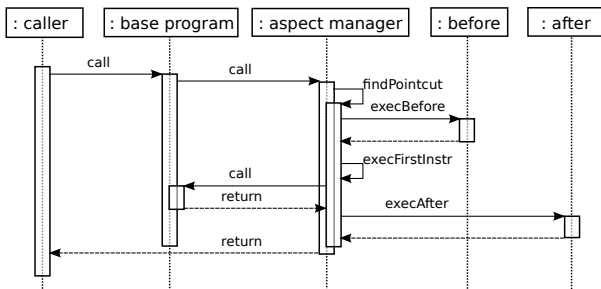 : caller
: base program
: aspect manager
: before
: after
call
call
findPointcut
execBefore
execFirstInstr
call
return
execAfter
return